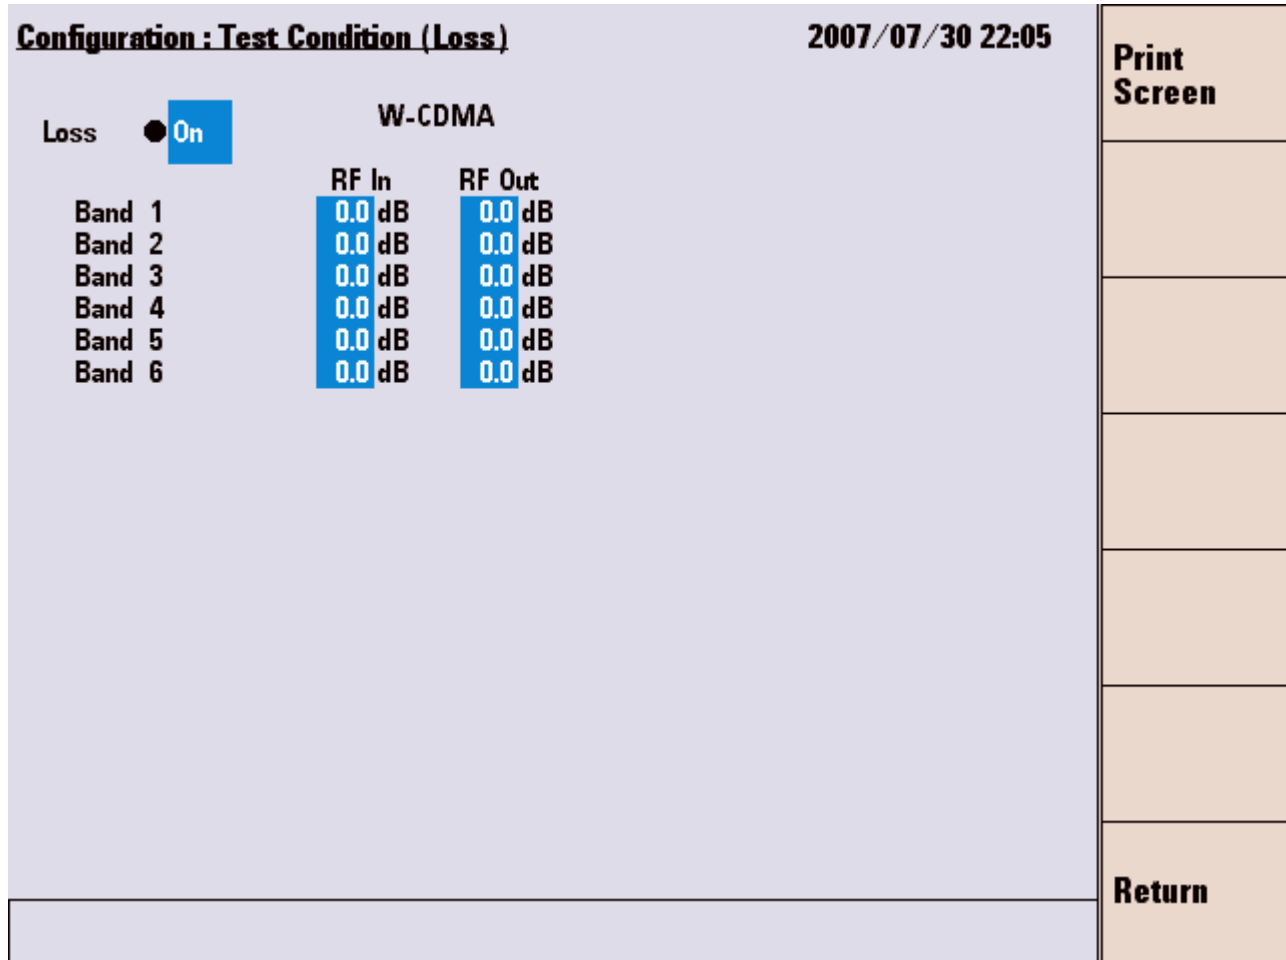 Configuration : Test Condition (Loss)
2007/07/30 22:05
Loss On
W-CDMA
RF In RF Out
Band 1 0.0 dB 0.0 dB
Band 2 0.0 dB 0.0 dB
Band 3 0.0 dB 0.0 dB
Band 4 0.0 dB 0.0 dB
Band 5 0.0 dB 0.0 dB
Band 6 0.0 dB 0.0 dB
Print
Screen
Return